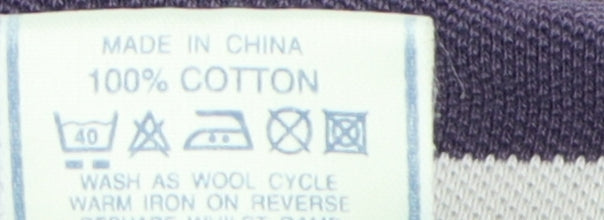 MADE IN CHINA
100% COTTON
40
WASH AS WOOL CYCLE
WARM IRON ON REVERSE